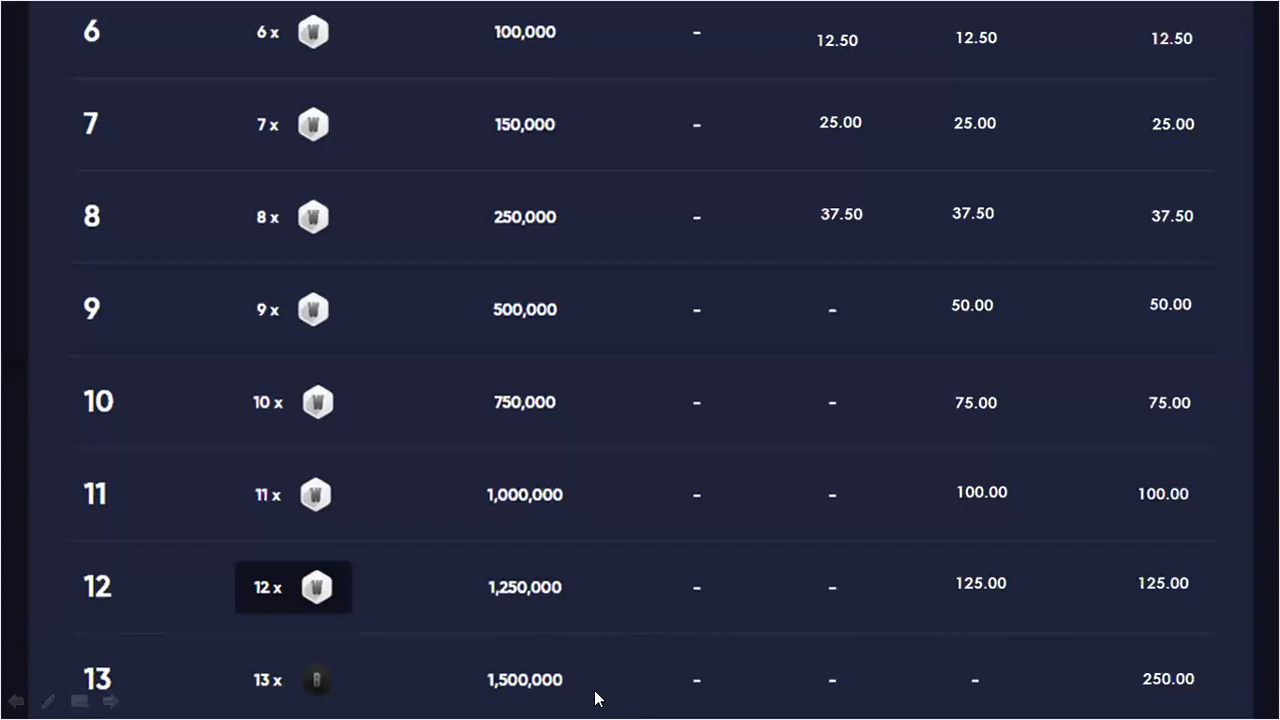 6 6 x W 100,000 - 12.50 12.50 12.50
7 7 x W 150,000 - 25.00 25.00 25.00
8 8 x W 250,000 - 37.50 37.50 37.50
9 9 x W 500,000 - - 50.00 50.00
10 10 x W 750,000 - - 75.00 75.00
11 11 x W 1,000,000 - - 100.00 100.00
12 12 x W 1,250,000 - - 125.00 125.00
13 13 x B 1,500,000 - - - 250.00